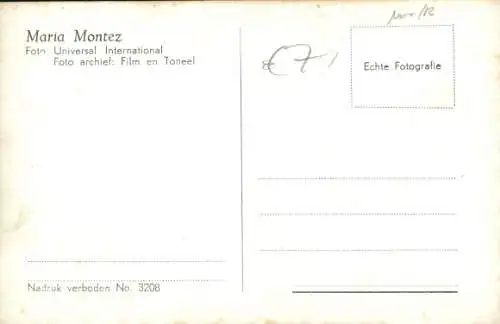 Maria Montez
Foto Universal International
Foto archief: Film en Toneel
€ 7,
Echte Fotografie
Nadruk verboden No. 3208